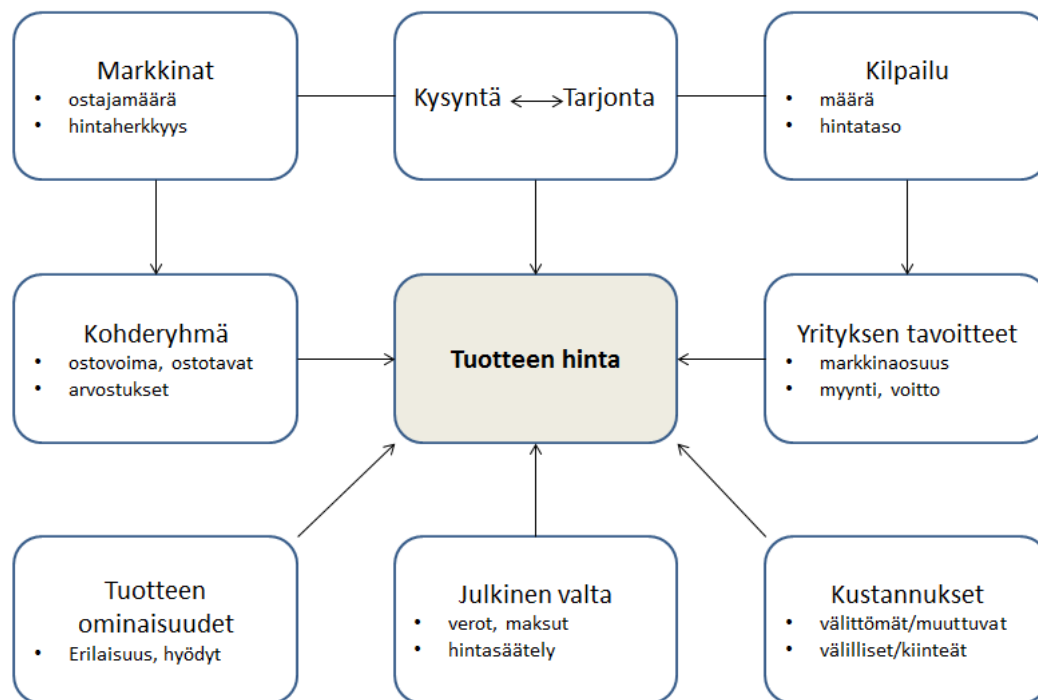 Markkinat
• ostajamäärä
• hintaherkkyys
Kysyntä ⟷ Tarjonta
Kilpailu
• määrä
• hintataso
Kohderyhmä
• ostovoima, ostotavat
• arvostukset
Tuotteen hinta
Yrityksen tavoitteet
• markkinaosuus
• myynti, voitto
Tuotteen
ominaisuudet
• Erilaisuus, hyödyt
Julkinen valta
• verot, maksut
• hintasäätely
Kustannukset
• välittömät/muuttuvat
• välilliset/kiinteät